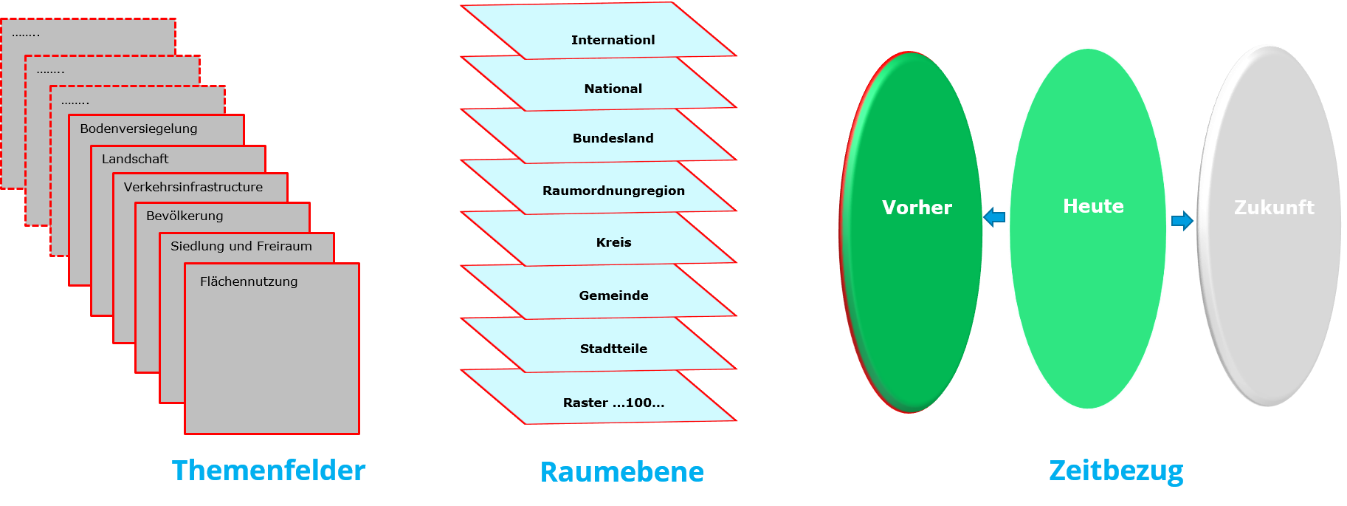 ........
........
........
Bodenversiegelung
Landschaft
Verkehrsinfrastructure
Bevölkerung
Siedlung und Freiraum
Flächennutzung
Themenfelder
Internationl
National
Bundesland
Raumordnungregion
Kreis
Gemeinde
Stadtteile
Raster ...100...
Raumebene
Vorher
Heute
Zukunft
Zeitbezug